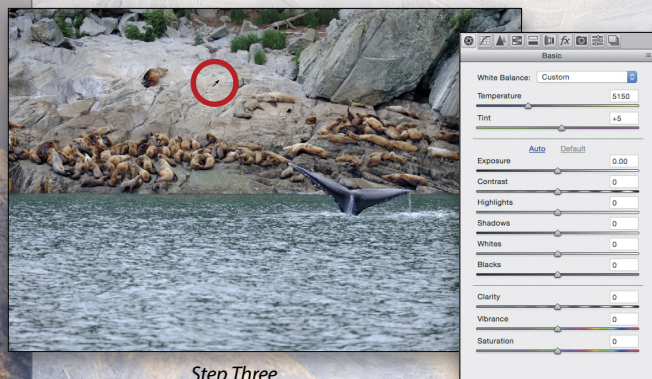 Basic
White Balance: Custom
Temperature 5150
Tint +5
Auto Default
Exposure 0.00
Contrast 0
Highlights 0
Shadows 0
Whites 0
Blacks 0
Clarity 0
Vibrance 0
Saturation 0
Step Three